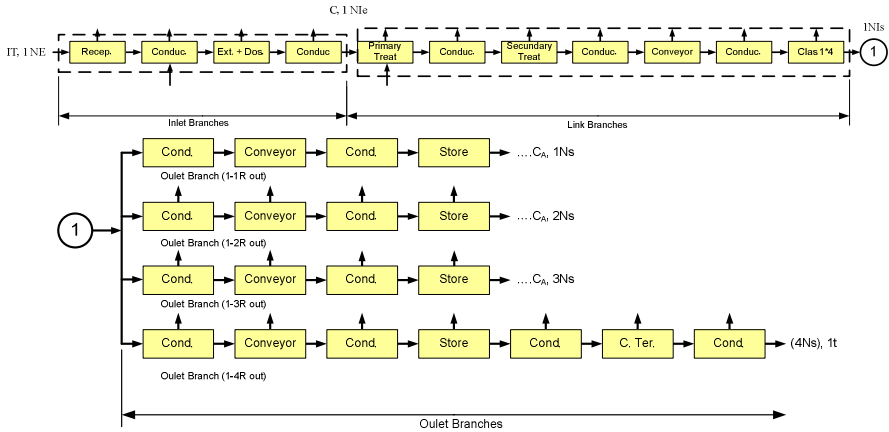 C, 1 NIe
1NIs
IT, 1 NE
Recep.
Conduc.
Ext. + Dos.
Conduc
Primary
Treat
Conduc.
Secundary
Treat
Conduc.
Conveyor
Conduc.
Clas 1*4
1
Inlet Branches
Link Branches
Cond.
Conveyor
Cond.
Store
....CA, 1Ns
Oulet Branch (1-1R out)
Cond.
Conveyor
Cond.
Store
....CA, 2Ns
1
Oulet Branch (1-2R out)
Cond.
Conveyor
Cond.
Store
....CA, 3Ns
Oulet Branch (1-3R out)
Cond.
Conveyor
Cond.
Store
Cond.
C. Ter.
Cond.
(4Ns), 1t
Oulet Branch (1-4R out)
Oulet Branches